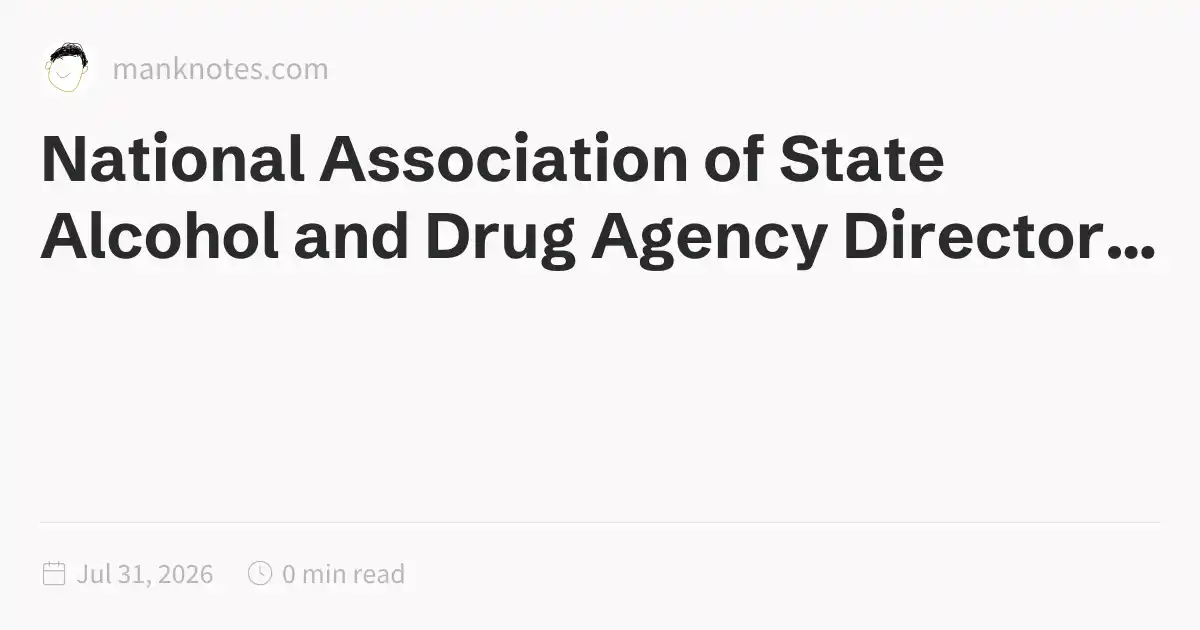 manknotes.com
National Association of State
Alcohol and Drug Agency Director...
Jul 31, 2026
0 min read